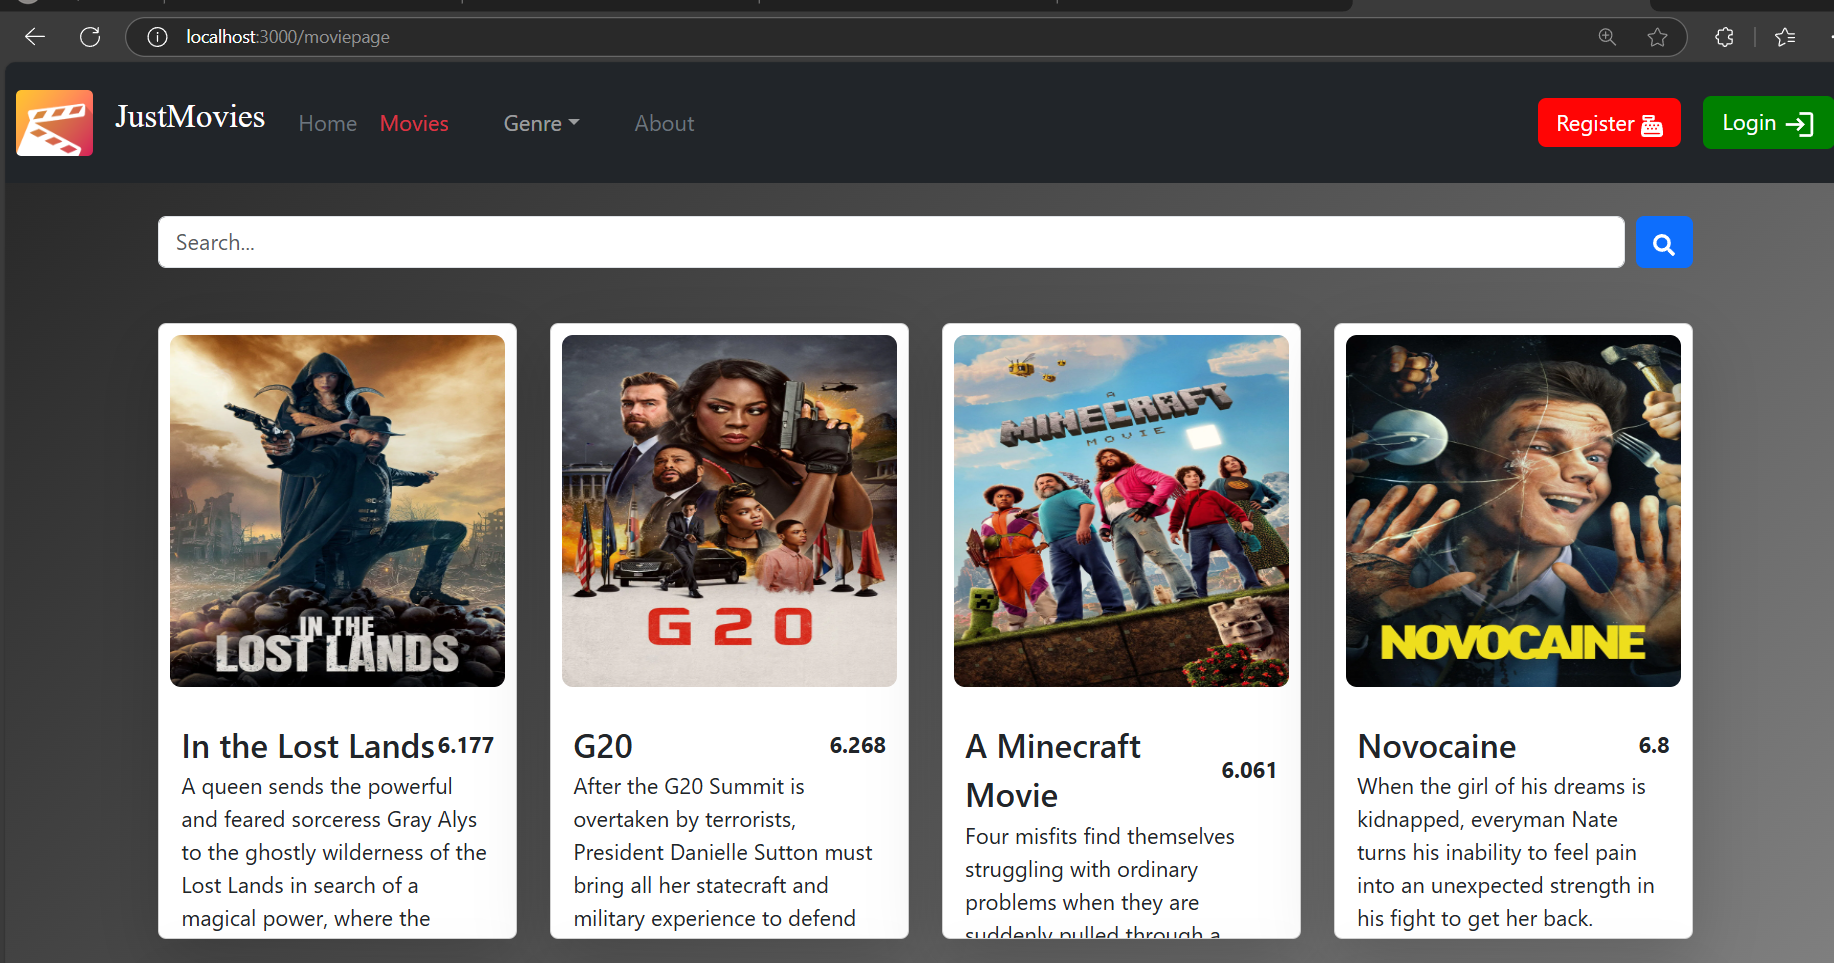 localhost:3000/moviepage
JustMovies
Home
Movies
Genre
About
Register
Login
Search...
IN THE
LOST LANDS
G20
A
MINECRAFT
MOVIE
NOVOCAINE
In the Lost Lands 6.177
A queen sends the powerful
and feared sorceress Gray Alys
to the ghostly wilderness of the
Lost Lands in search of a
magical power, where the
G20 6.268
After the G20 Summit is
overtaken by terrorists,
President Danielle Sutton must
bring all her statecraft and
military experience to defend
A Minecraft
Movie
6.061
Four misfits find themselves
struggling with ordinary
problems when they are
suddenly pulled through a
Novocaine 6.8
When the girl of his dreams is
kidnapped, everyman Nate
turns his inability to feel pain
into an unexpected strength in
his fight to get her back.